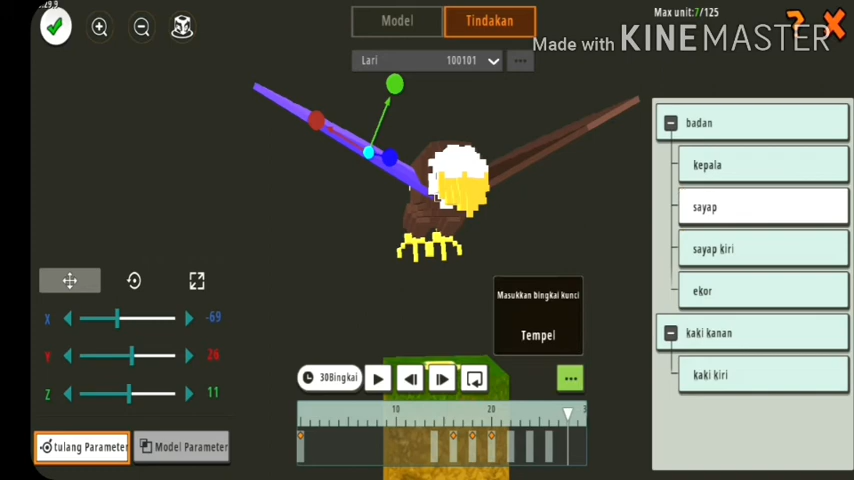 Model
Tindakan
Max unit:7/125
?
Made with KINEMASTER
Lari
100101
badan
kepala
sayap
sayap kiri
ekor
kaki kanan
kaki kiri
X
-69
Y
26
Z
11
Masukkan bingkai kunci
Tempel
30Bingkai
10
20
tulang Parameter
Model Parameter